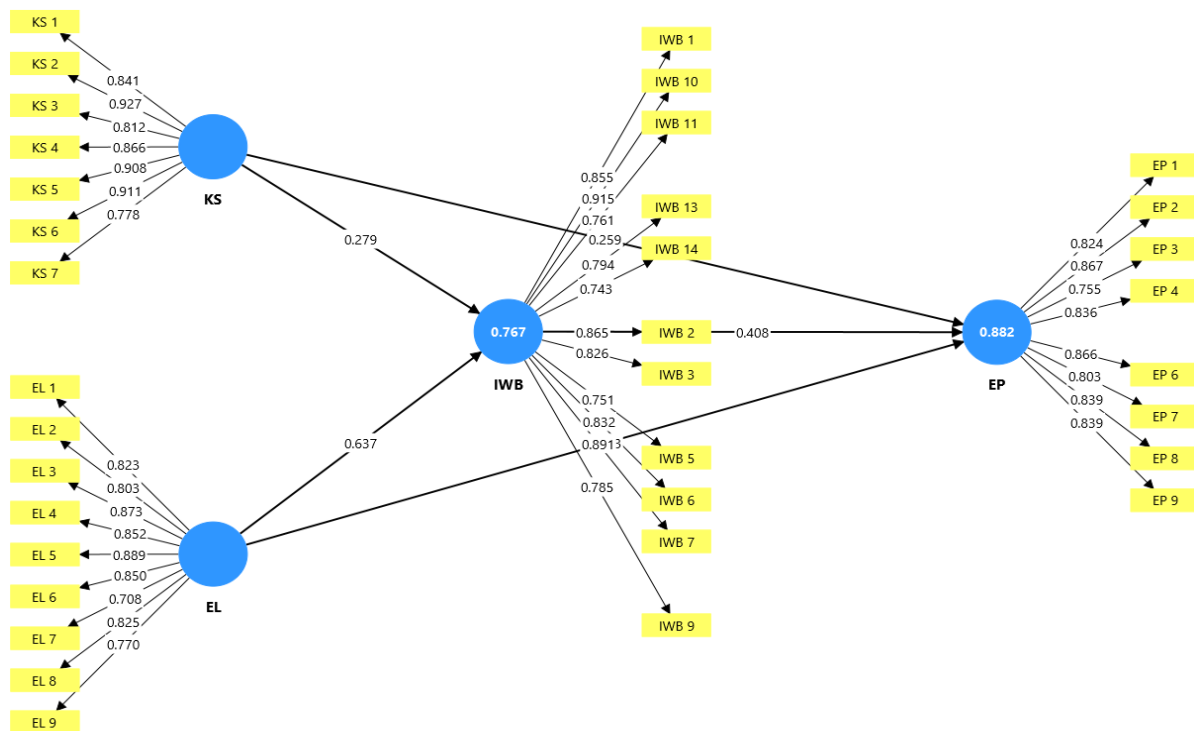 KS 1
KS 2
KS 3
KS 4
KS 5
KS 6
KS 7
0.841
0.927
0.812
0.866
0.908
0.911
0.778
KS
EL 1
EL 2
EL 3
EL 4
EL 5
EL 6
EL 7
EL 8
EL 9
0.823
0.803
0.873
0.852
0.889
0.850
0.708
0.825
0.770
EL
0.279
0.637
0.767
IWB
0.855
0.915
0.761
0.259
0.794
0.743
0.865
0.826
0.751
0.832
0.785
IWB 1
IWB 10
IWB 11
IWB 13
IWB 14
IWB 2
IWB 3
IWB 5
IWB 6
IWB 7
IWB 9
0.408
0.882
EP
0.824
0.867
0.755
0.836
0.866
0.803
0.839
0.839
EP 1
EP 2
EP 3
EP 4
EP 6
EP 7
EP 8
EP 9